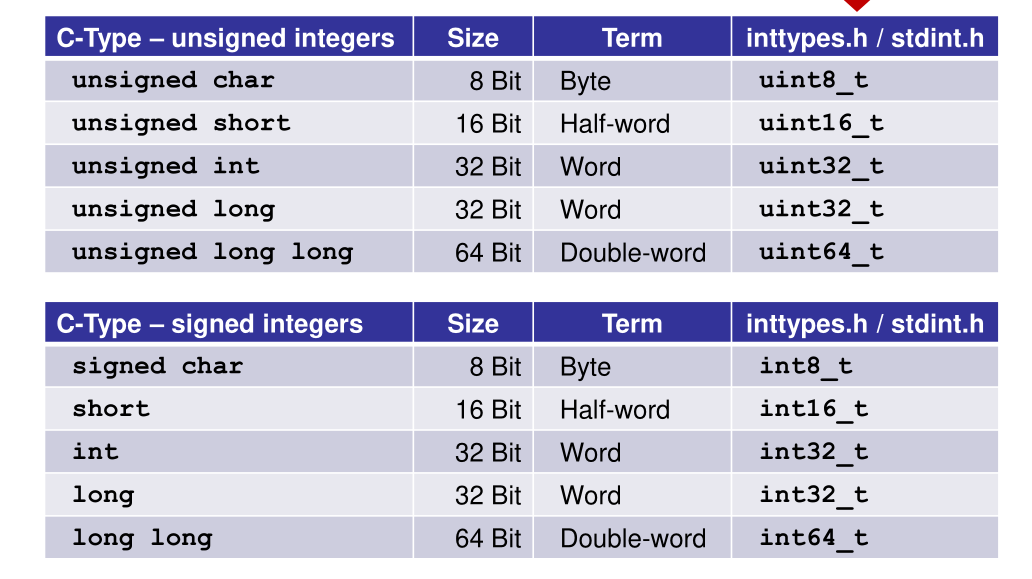 C-Type – unsigned integers Size Term inttypes.h / stdint.h
unsigned char 8 Bit Byte uint8_t
unsigned short 16 Bit Half-word uint16_t
unsigned int 32 Bit Word uint32_t
unsigned long 32 Bit Word uint32_t
unsigned long long 64 Bit Double-word uint64_t
C-Type – signed integers Size Term inttypes.h / stdint.h
signed char 8 Bit Byte int8_t
short 16 Bit Half-word int16_t
int 32 Bit Word int32_t
long 32 Bit Word int32_t
long long 64 Bit Double-word int64_t